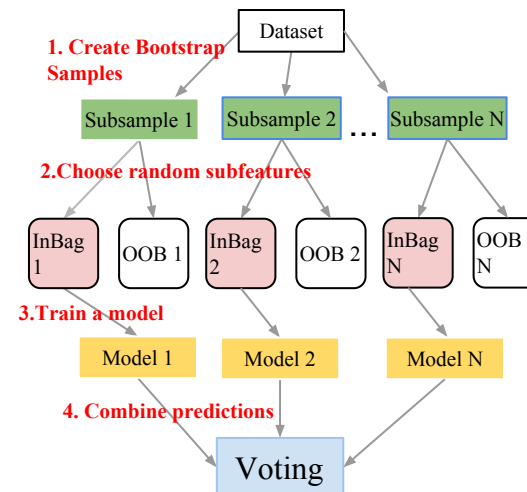 Dataset
1. Create Bootstrap
Samples
Subsample 1
Subsample 2
...
Subsample N
2.Choose random subfeatures
InBag
1
OOB 1
InBag
2
OOB 2
InBag
N
OOB
N
3.Train a model
Model 1
Model 2
Model N
4. Combine predictions
Voting